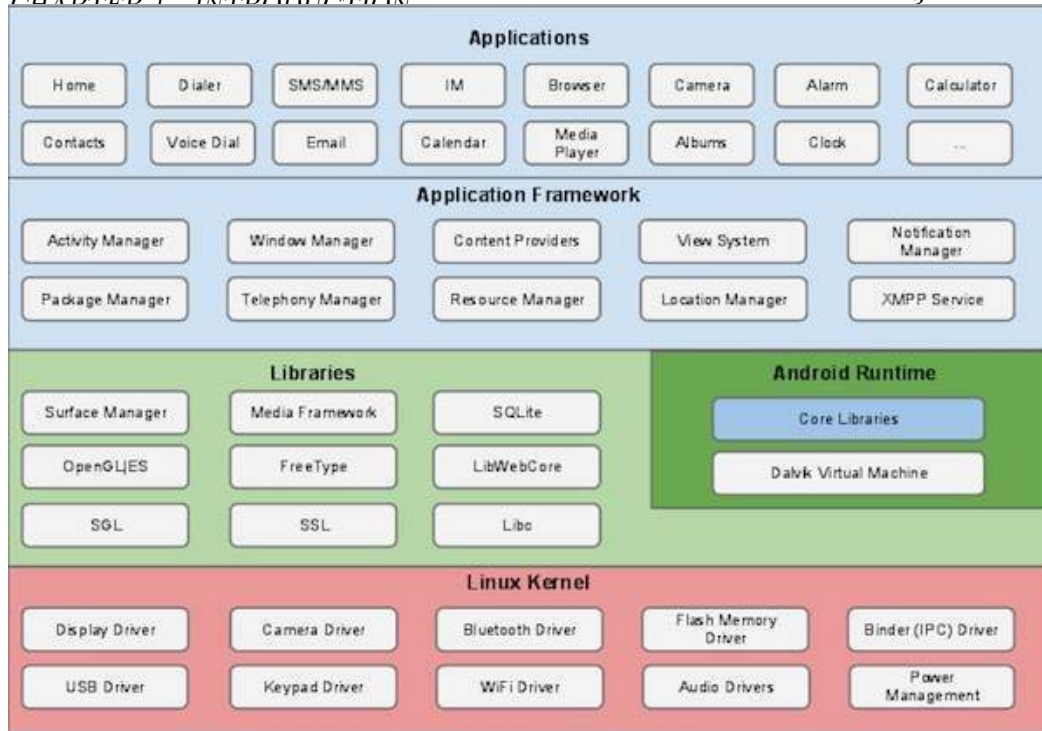 CHAPTER 1. INTRODUCTION 2
Applications
Home Dialer SMS/MMS IM Browser Camera Alarm Calculator
Contacts Voice Dial Email Calendar Media Player Albums Clock ...
Application Framework
Activity Manager Window Manager Content Providers View System Notification Manager
Package Manager Telephony Manager Resource Manager Location Manager XMPP Service
Libraries
Surface Manager Media Framework SQLite
OpenGL|ES FreeType LibWebCore
SGL SSL Libc
Android Runtime
Core Libraries
Dalvik Virtual Machine
Linux Kernel
Display Driver Camera Driver Bluetooth Driver Flash Memory Driver Binder (IPC) Driver
USB Driver Keypad Driver WiFi Driver Audio Drivers Power Management